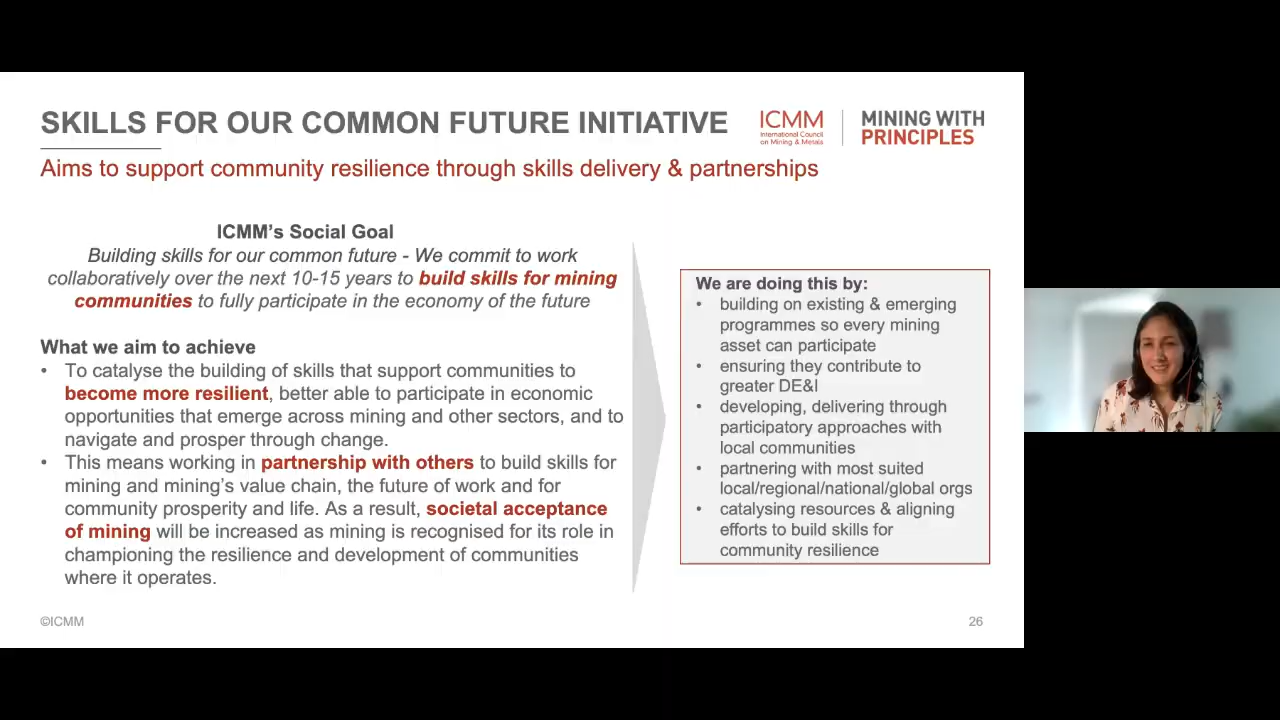 SKILLS FOR OUR COMMON FUTURE INITIATIVE
ICMM
International Council
on Mining & Metals
MINING WITH
PRINCIPLES
Aims to support community resilience through skills delivery & partnerships
ICMM's Social Goal
Building skills for our common future - We commit to work
collaboratively over the next 10-15 years to build skills for mining
communities to fully participate in the economy of the future
What we aim to achieve
• To catalyse the building of skills that support communities to
become more resilient, better able to participate in economic
opportunities that emerge across mining and other sectors, and to
navigate and prosper through change.
• This means working in partnership with others to build skills for
mining and mining's value chain, the future of work and for
community prosperity and life. As a result, societal acceptance
of mining will be increased as mining is recognised for its role in
championing the resilience and development of communities
where it operates.
We are doing this by:
• building on existing & emerging
programmes so every mining
asset can participate
• ensuring they contribute to
greater DE&I
• developing, delivering through
participatory approaches with
local communities
• partnering with most suited
local/regional/national/global orgs
• catalysing resources & aligning
efforts to build skills for
community resilience
©ICMM
26